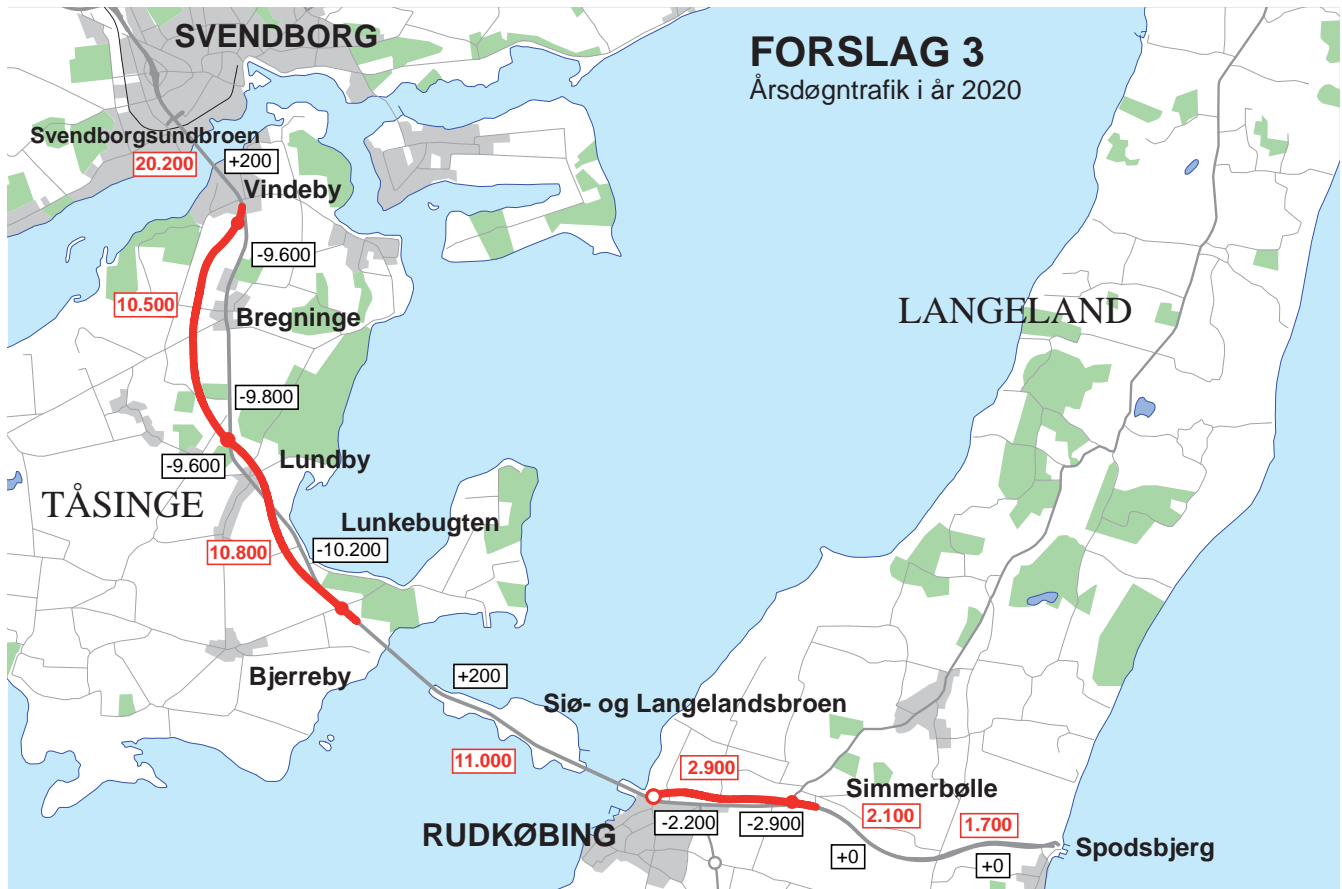 SVENDBORG
FORSLAG 3
Årsdøgntrafik i år 2020
Svendborgsundbroen
20.200
+200
Vindeby
-9.600
10.500
Bregninge
LANGELAND
-9.800
-9.600
Lundby
TÅSINGE
Lunkebugten
10.800
-10.200
Bjerreby
+200
Siø- og Langelandsbroen
11.000
2.900
Simmerbølle
2.100
1.700
RUDKØBING
-2.200
-2.900
+0
+0
Spodsbjerg